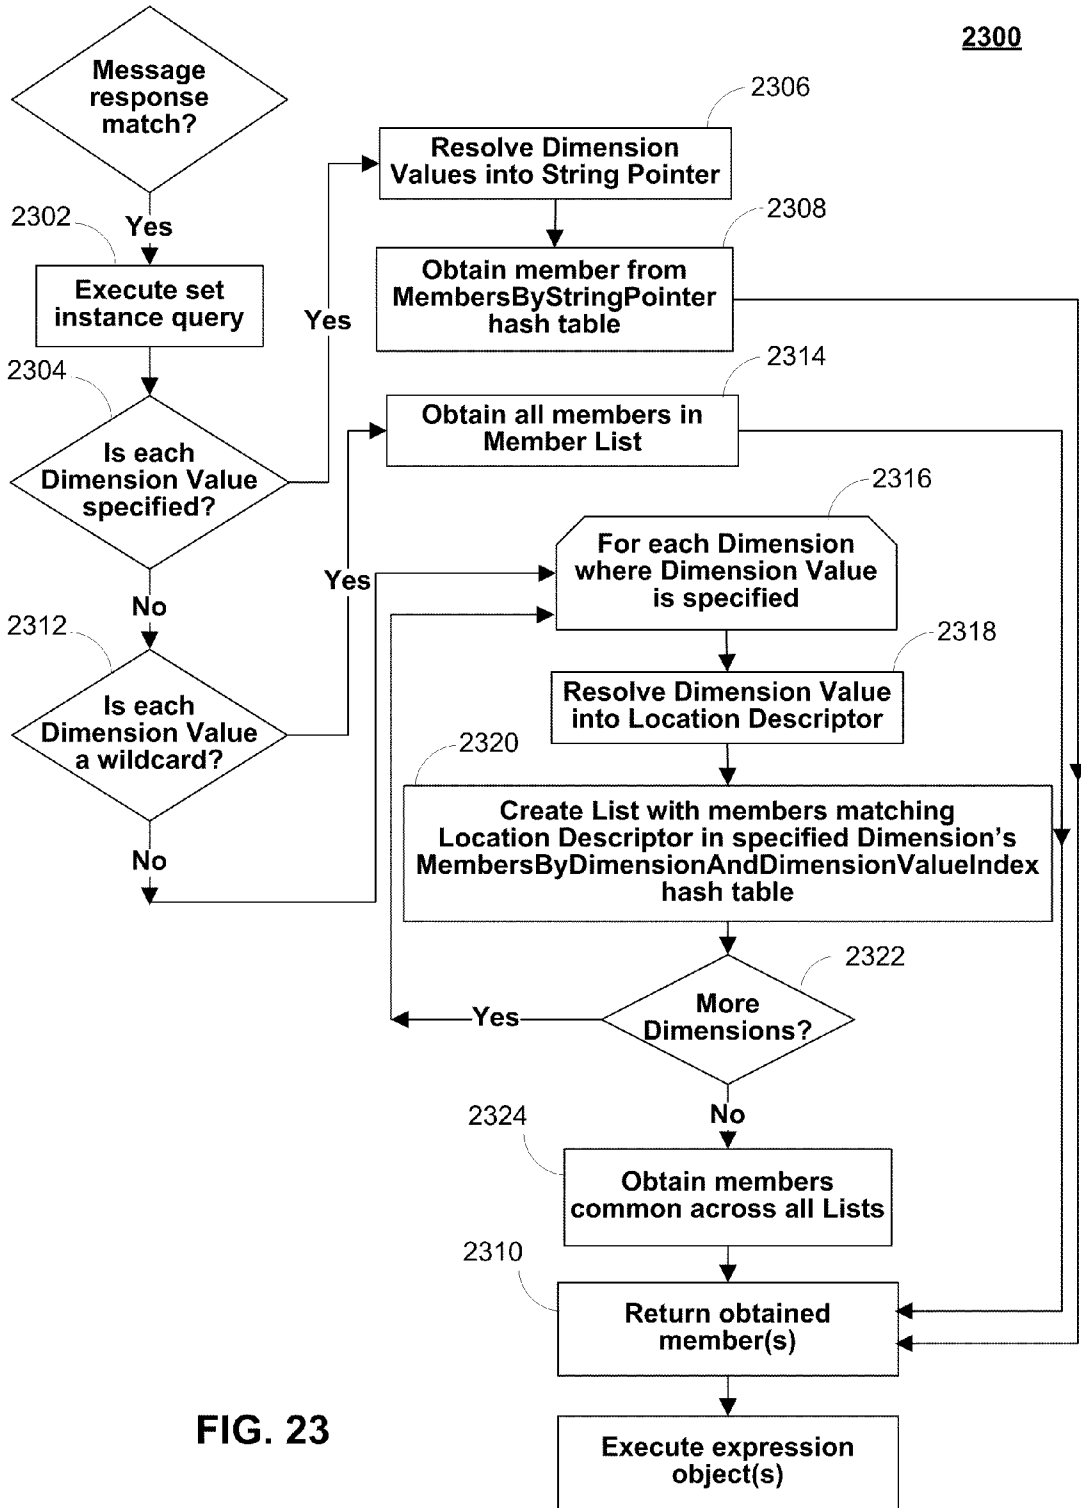 2300
Message
response
match?
Yes
2302
Execute set
instance query
2304
Is each
Dimension Value
specified?
Yes
2306
Resolve Dimension
Values into String Pointer
2308
Obtain member from
MembersByStringPointer
hash table
No
2312
Is each
Dimension Value
a wildcard?
Yes
2314
Obtain all members in
Member List
No
2316
For each Dimension
where Dimension Value
is specified
2318
Resolve Dimension Value
into Location Descriptor
2320
Create List with members matching
Location Descriptor in specified Dimension's
MembersByDimensionAndDimensionValueIndex
hash table
2322
More
Dimensions?
Yes
No
2324
Obtain members
common across all Lists
2310
Return obtained
member(s)
Execute expression
object(s)
FIG. 23